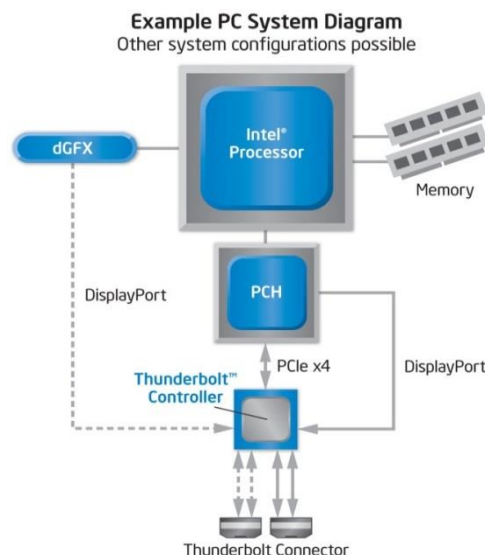 Example PC System Diagram
Other system configurations possible
Intel®
Processor
dGFX
Memory
PCH
DisplayPort
PCIe x4
DisplayPort
Thunderbolt™
Controller
Thunderbolt Connector